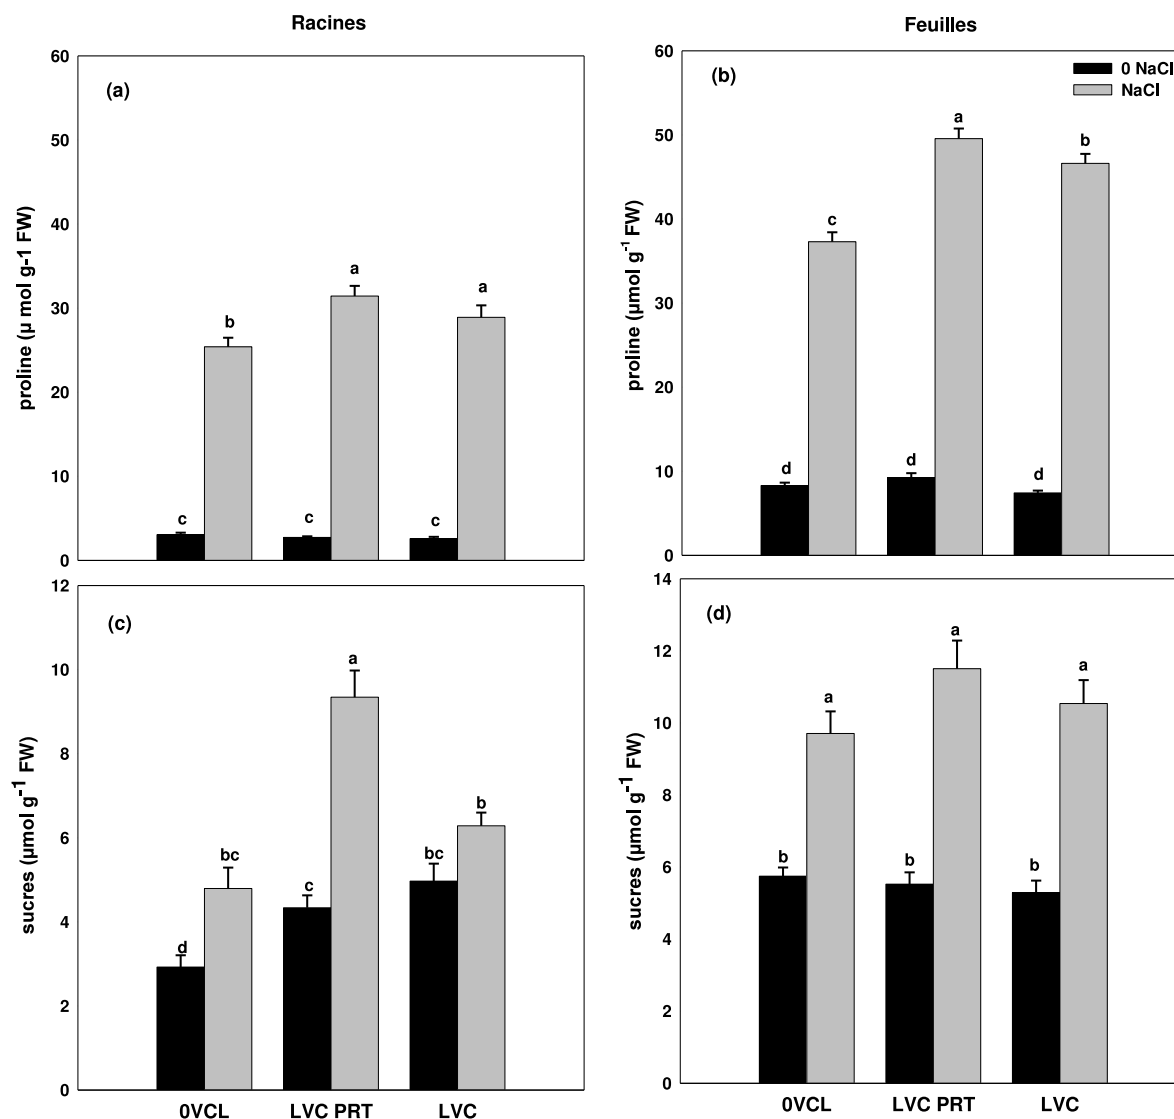 Racines
Feuilles
60
50
40
30
20
10
0
proline (µ mol g-1 FW)
(a)
c
b
c
a
c
a
60
50
40
30
20
10
0
proline (µmol g-1 FW)
(b)
0 NaCl
NaCl
d
c
d
a
d
b
12
10
8
6
4
2
0
sucres (µmol g-1 FW)
(c)
d
bc
c
a
bc
b
0VCL
LVC PRT
LVC
14
12
10
8
6
4
2
0
sucres (µmol g-1 FW)
(d)
b
a
b
a
b
a
0VCL
LVC PRT
LVC